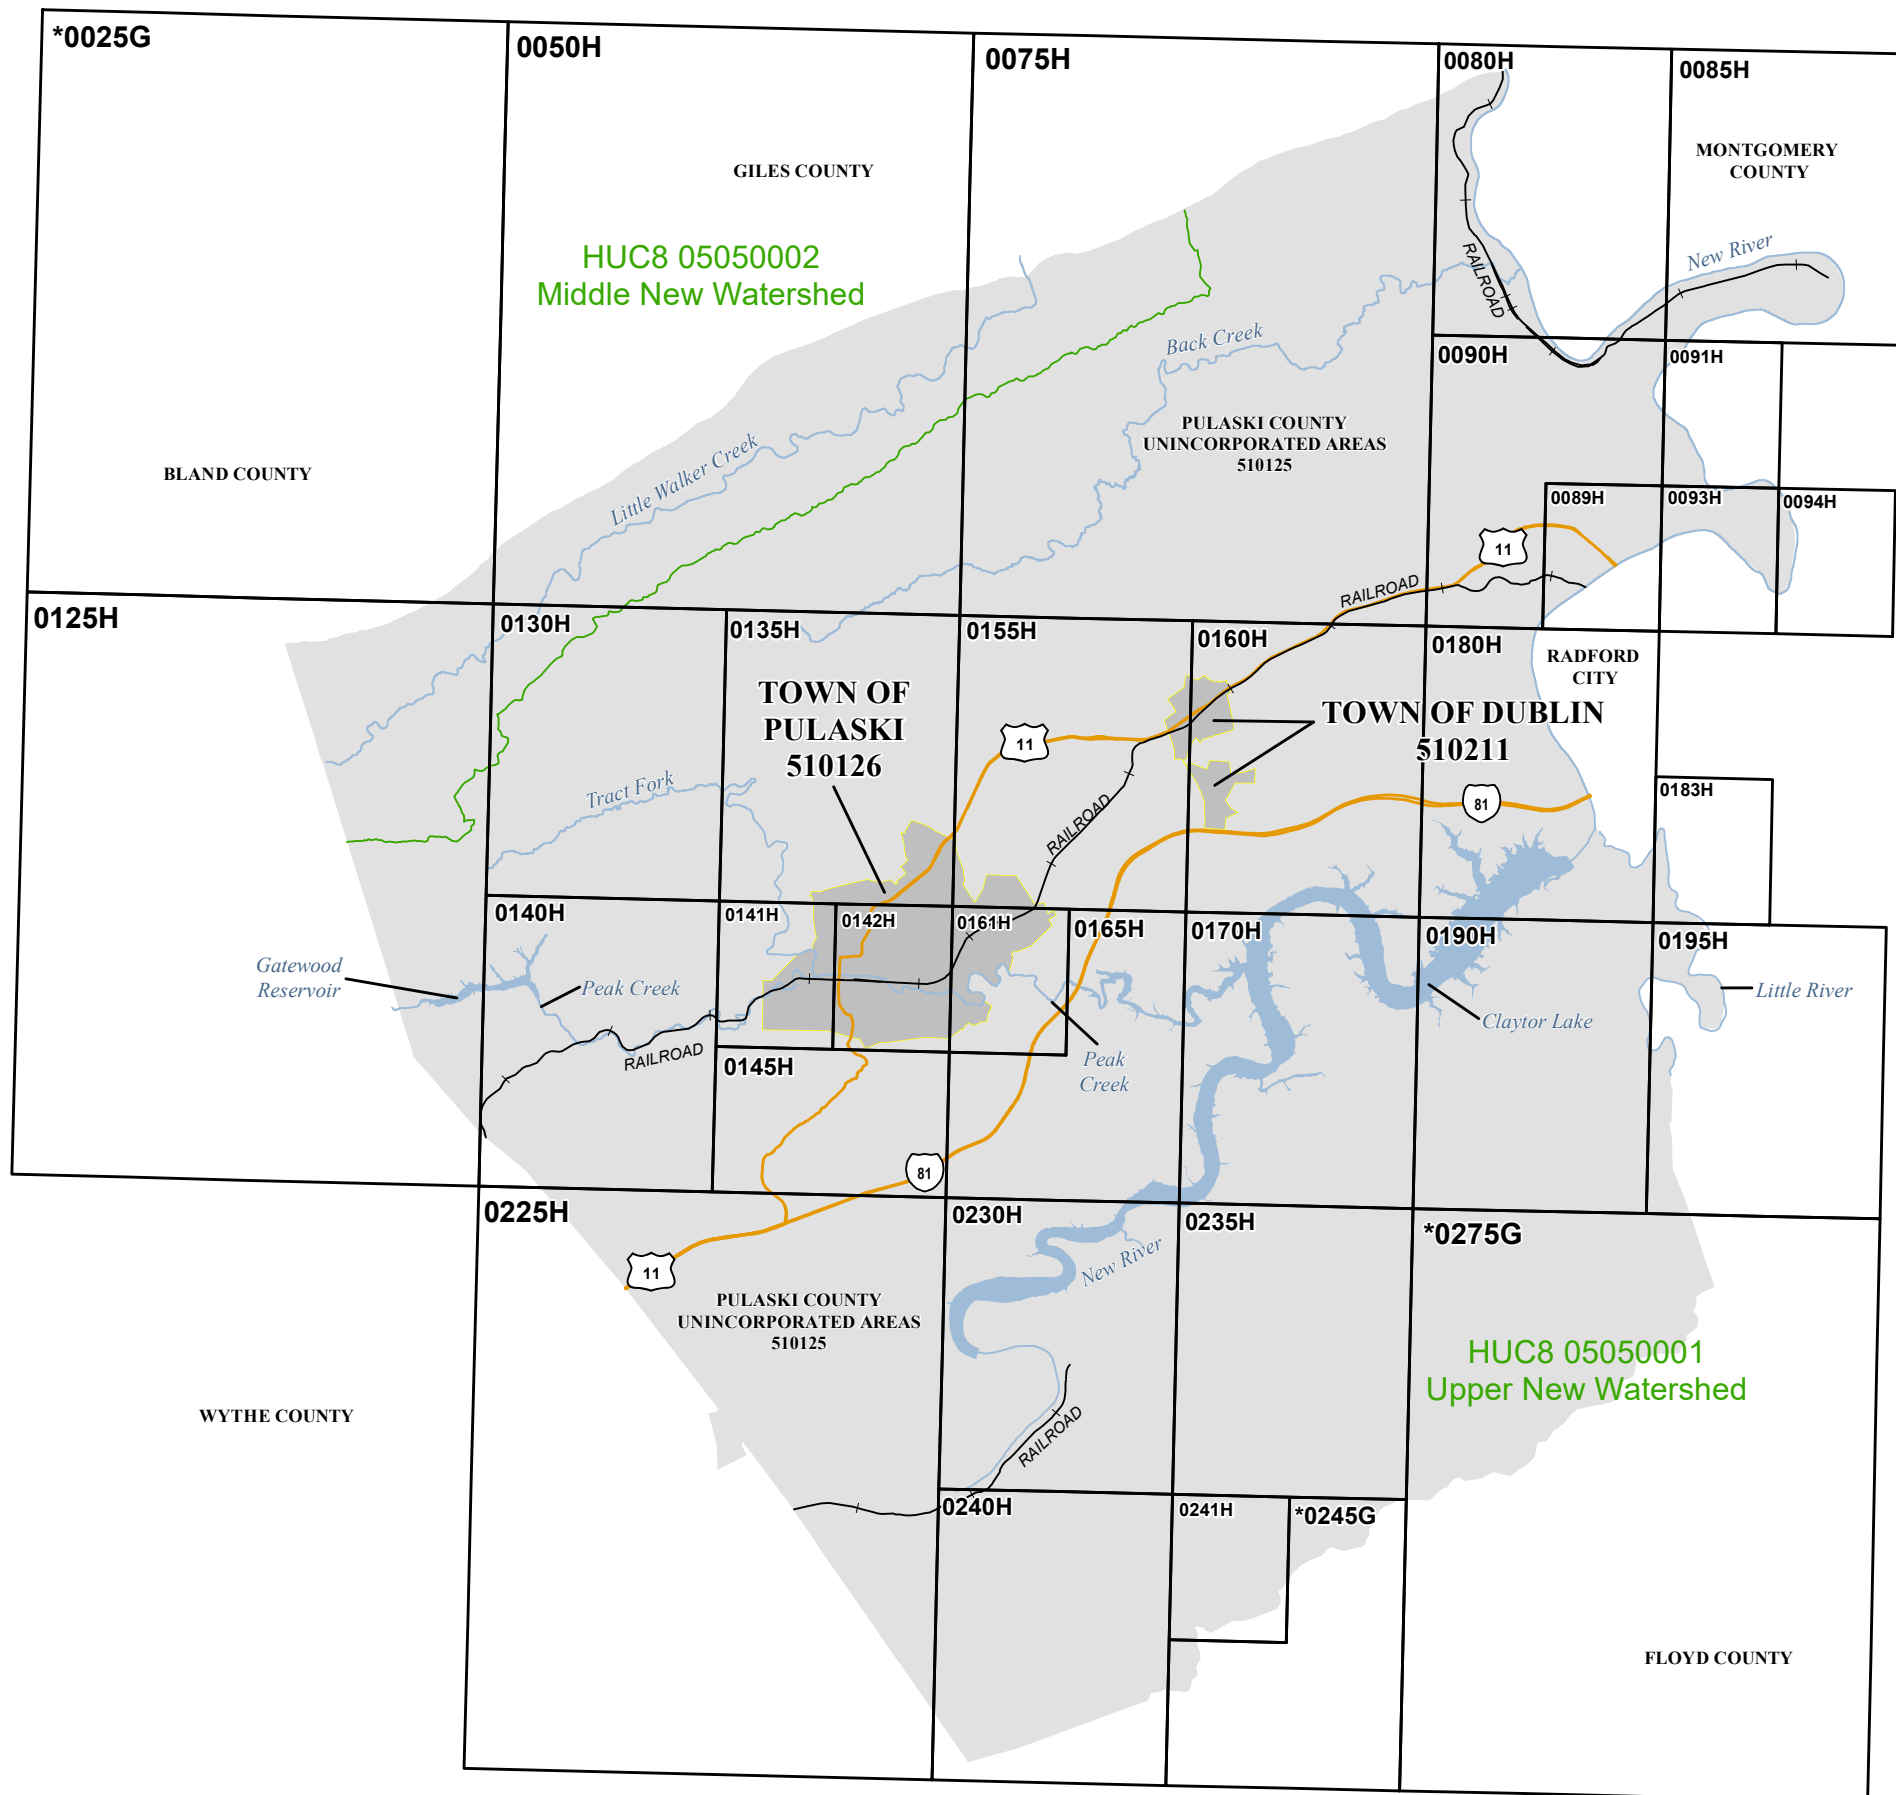 *0025G
0050H
0075H
0080H
0085H
GILES COUNTY
MONTGOMERY
COUNTY
HUC8 05050002
Middle New Watershed
New River
RAILROAD
Back Creek
0090H
0091H
PULASKI COUNTY
UNINCORPORATED AREAS
510125
BLAND COUNTY
Little Walker Creek
0089H
0093H
0094H
11
RAILROAD
0125H
0130H
0135H
0155H
0160H
0180H
RADFORD
CITY
TOWN OF
PULASKI
510126
TOWN OF DUBLIN
510211
11
Tract Fork
81
0183H
RAILROAD
0140H
0141H
0142H
0161H
0165H
0170H
0190H
0195H
Gatewood
Reservoir
Peak Creek
Little River
Claytor Lake
RAILROAD
0145H
Peak
Creek
81
0225H
0230H
0235H
*0275G
New River
11
PULASKI COUNTY
UNINCORPORATED AREAS
510125
HUC8 05050001
Upper New Watershed
WYTHE COUNTY
RAILROAD
0240H
0241H
*0245G
FLOYD COUNTY